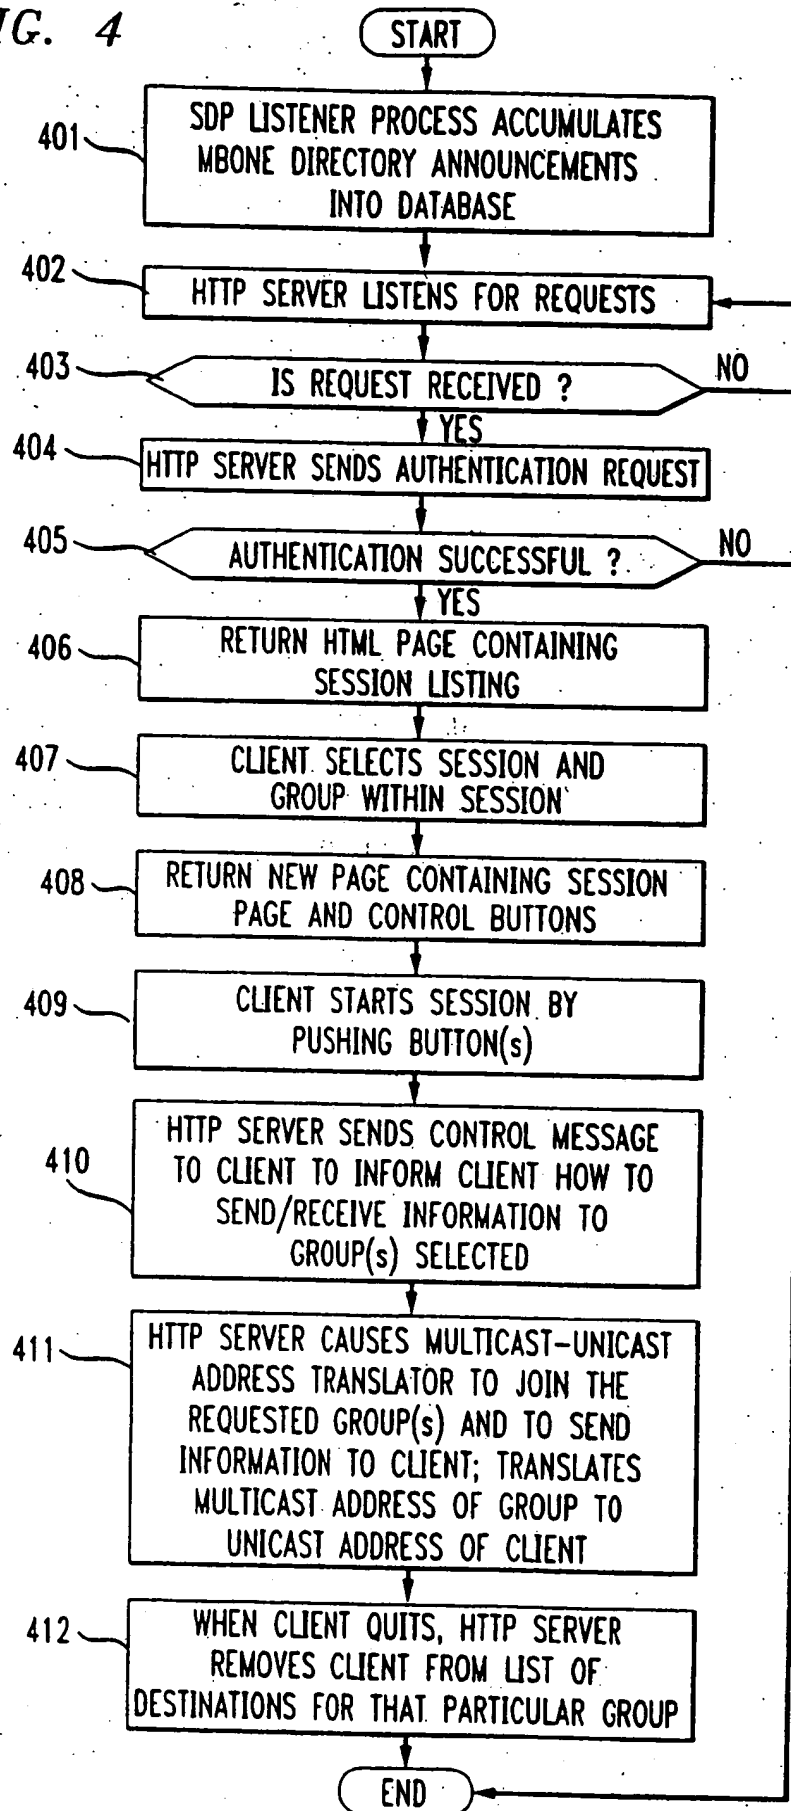 IG. 4
START
401
SDP LISTENER PROCESS ACCUMULATES
MBONE DIRECTORY ANNOUNCEMENTS
INTO DATABASE
402
HTTP SERVER LISTENS FOR REQUESTS
403
IS REQUEST RECEIVED ?
NO
YES
404
HTTP SERVER SENDS AUTHENTICATION REQUEST
405
AUTHENTICATION SUCCESSFUL ?
NO
YES
406
RETURN HTML PAGE CONTAINING
SESSION LISTING
407
CLIENT SELECTS SESSION AND
GROUP WITHIN SESSION
408
RETURN NEW PAGE CONTAINING SESSION
PAGE AND CONTROL BUTTONS
409
CLIENT STARTS SESSION BY
PUSHING BUTTON(s)
410
HTTP SERVER SENDS CONTROL MESSAGE
TO CLIENT TO INFORM CLIENT HOW TO
SEND/RECEIVE INFORMATION TO
GROUP(s) SELECTED
411
HTTP SERVER CAUSES MULTICAST-UNICAST
ADDRESS TRANSLATOR TO JOIN THE
REQUESTED GROUP(s) AND TO SEND
INFORMATION TO CLIENT; TRANSLATES
MULTICAST ADDRESS OF GROUP TO
UNICAST ADDRESS OF CLIENT
412
WHEN CLIENT QUITS, HTTP SERVER
REMOVES CLIENT FROM LIST OF
DESTINATIONS FOR THAT PARTICULAR GROUP
END